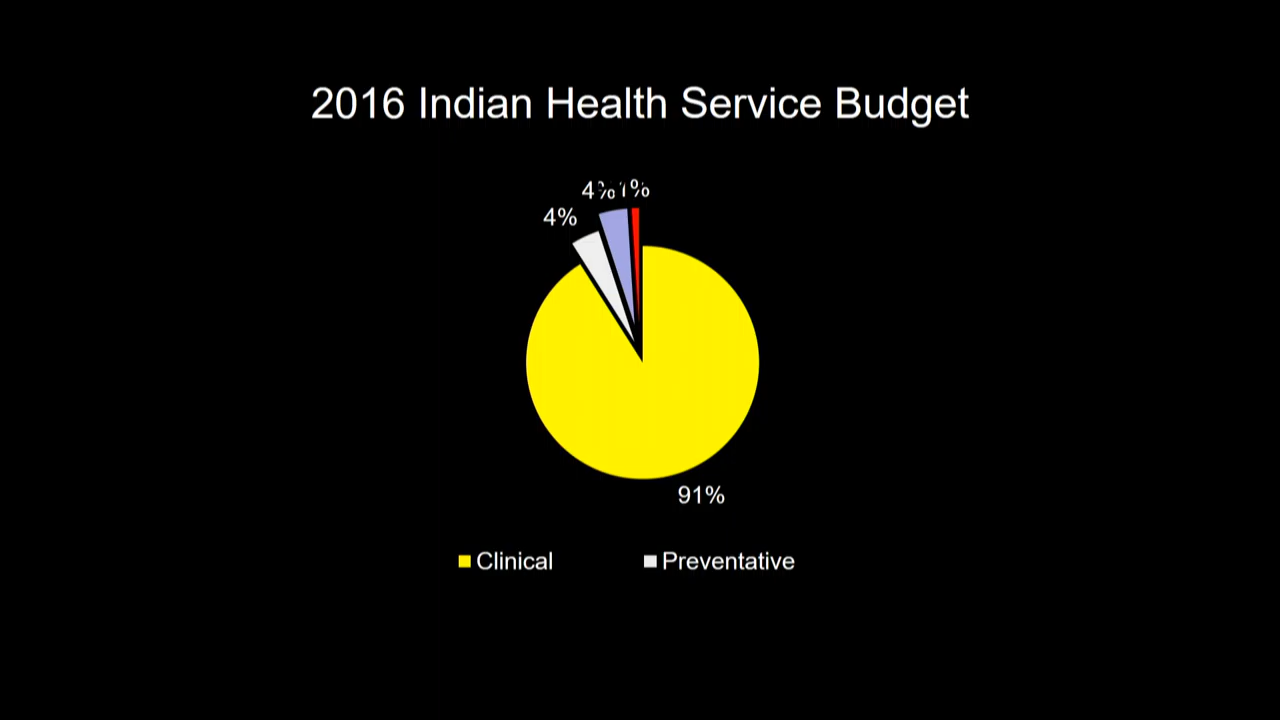 2016 Indian Health Service Budget
4% 1%
4%
91%
Clinical Preventative